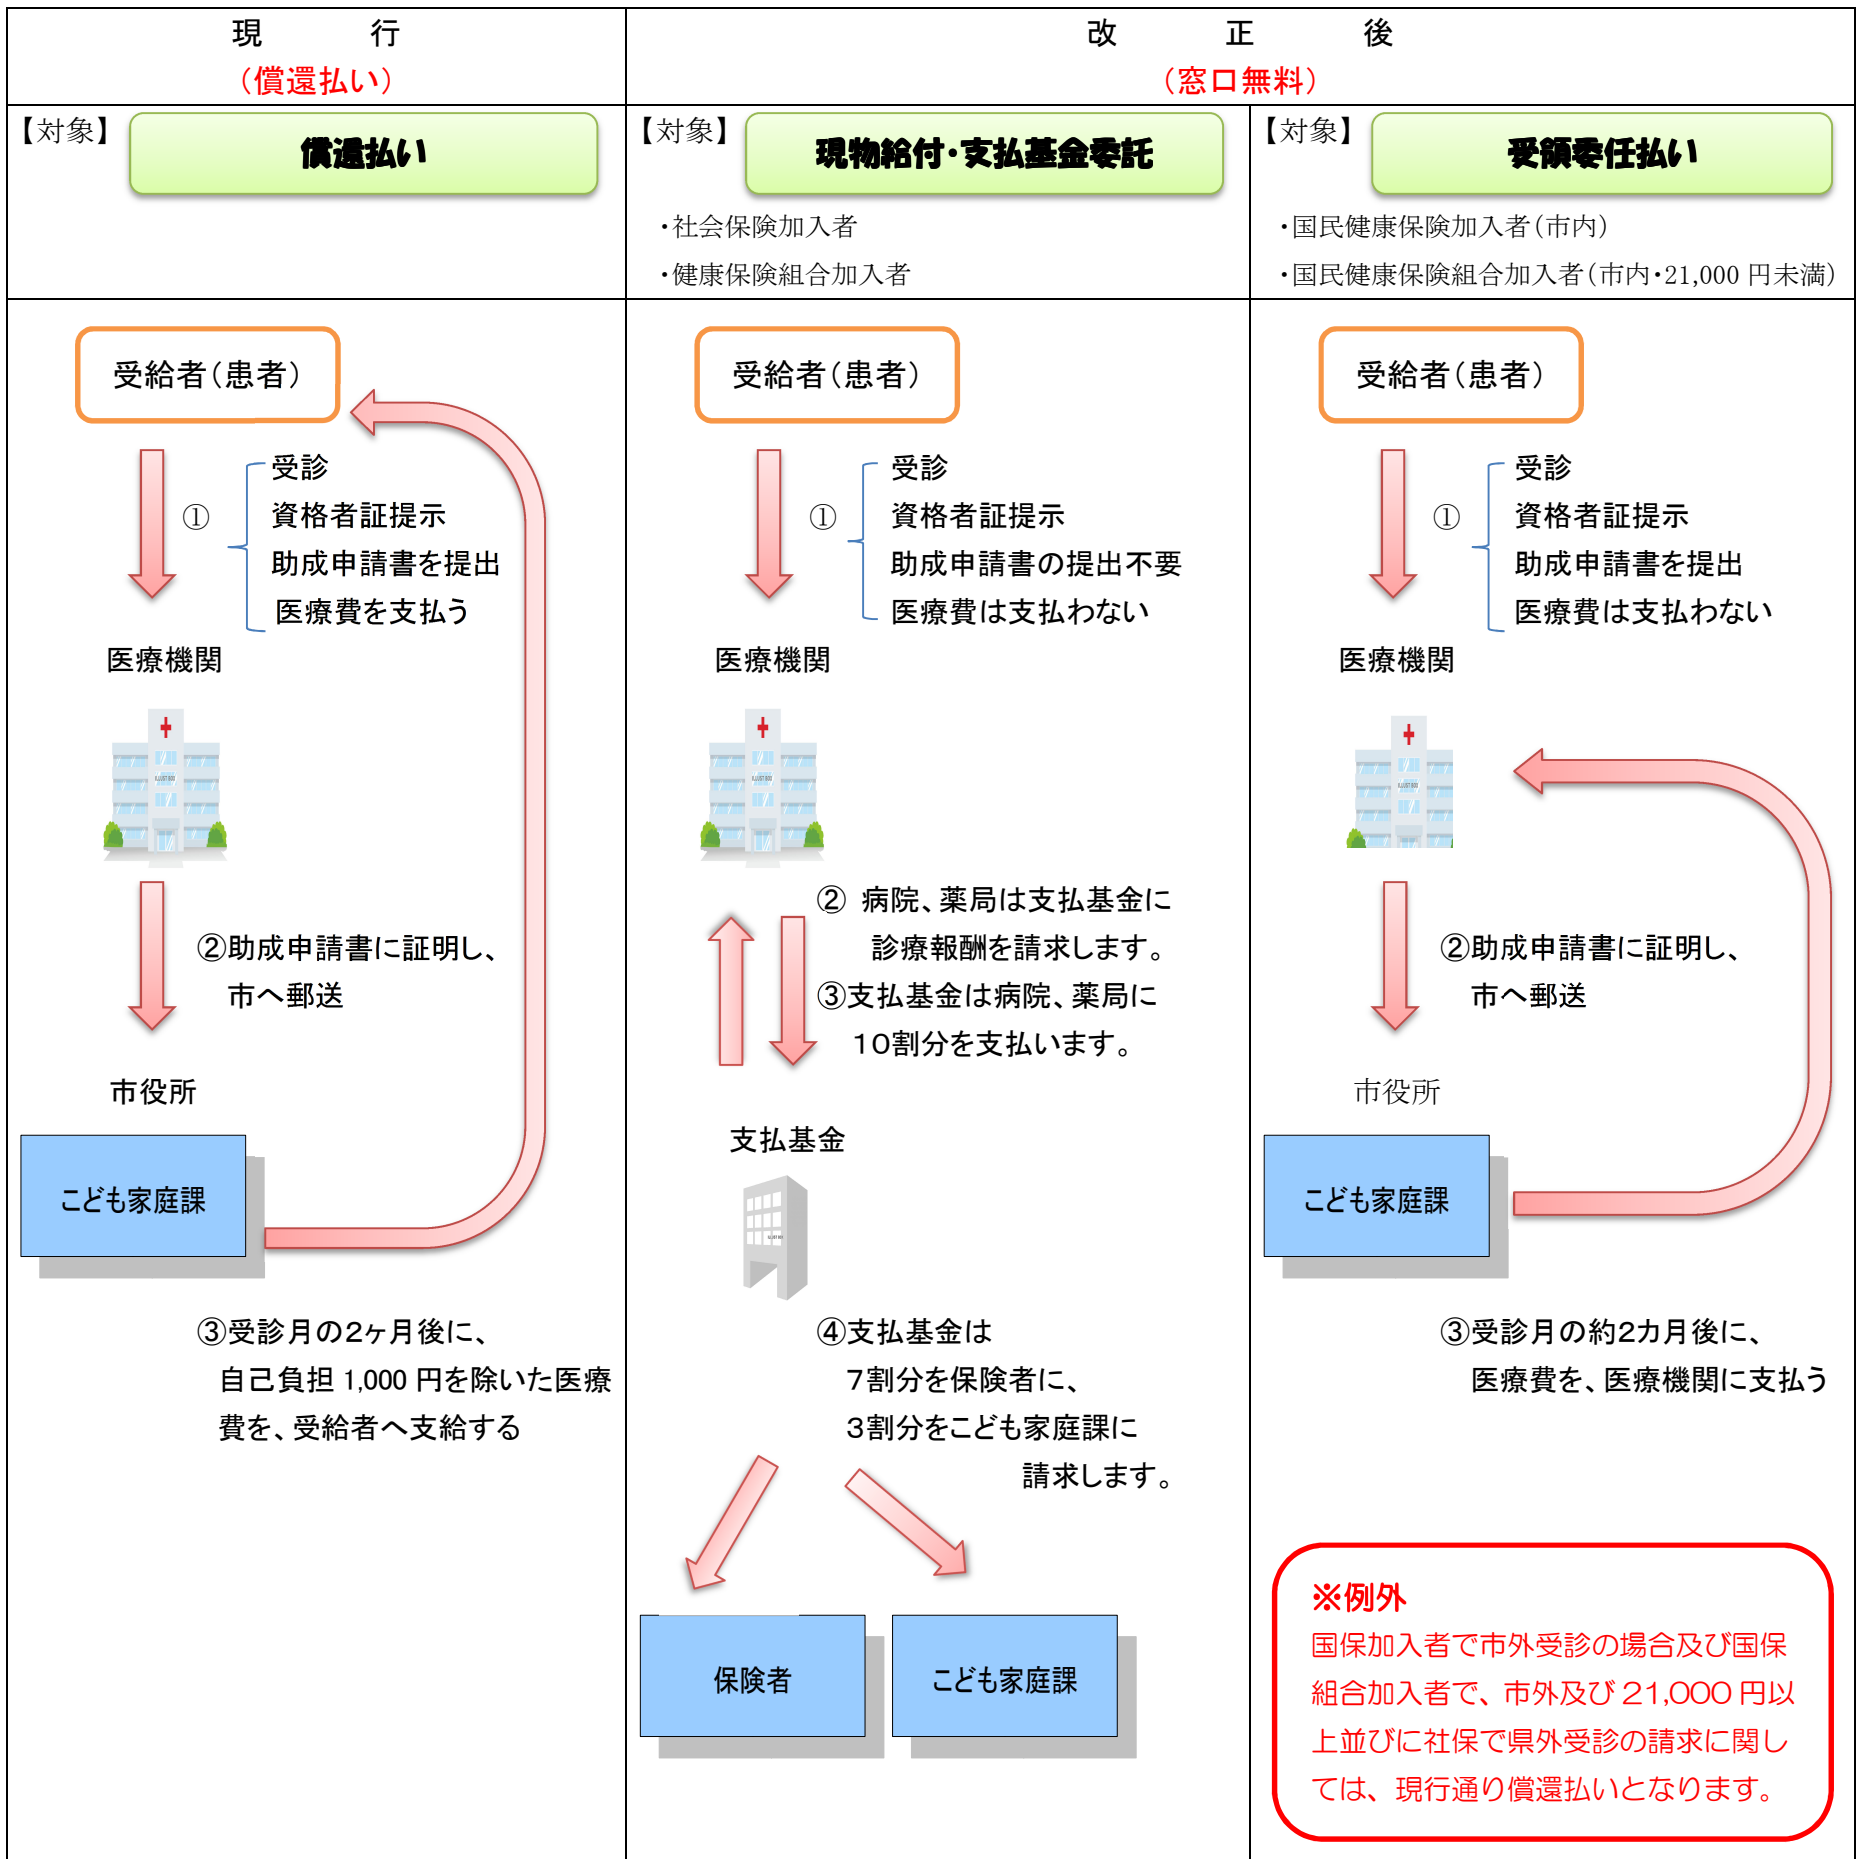 現行
（償還払い）
改正後
（窓口無料）
【対象】
償還払い
【対象】
現物給付・支払基金委託
・社会保険加入者
・健康保険組合加入者
【対象】
受領委任払い
・国民健康保険加入者（市内）
・国民健康保険組合加入者（市内・21,000 円未満）
受給者（患者）
①
受診
資格者証提示
助成申請書を提出
医療費を支払う
医療機関
②助成申請書に証明し、
市へ郵送
市役所
こども家庭課
③受診月の２ヶ月後に、
自己負担 1,000 円を除いた医療
費を、受給者へ支給する
受給者（患者）
①
受診
資格者証提示
助成申請書の提出不要
医療費は支払わない
医療機関
② 病院、薬局は支払基金に
診療報酬を請求します。
③支払基金は病院、薬局に
１０割分を支払います。
支払基金
④支払基金は
７割分を保険者に、
３割分をこども家庭課に
請求します。
保険者
こども家庭課
受給者（患者）
①
受診
資格者証提示
助成申請書を提出
医療費は支払わない
医療機関
②助成申請書に証明し、
市へ郵送
市役所
こども家庭課
③受診月の約２カ月後に、
医療費を、医療機関に支払う
※例外
国保加入者で市外受診の場合及び国保
組合加入者で、市外及び 21,000 円以
上並びに社保で県外受診の請求に関し
ては、現行通り償還払いとなります。